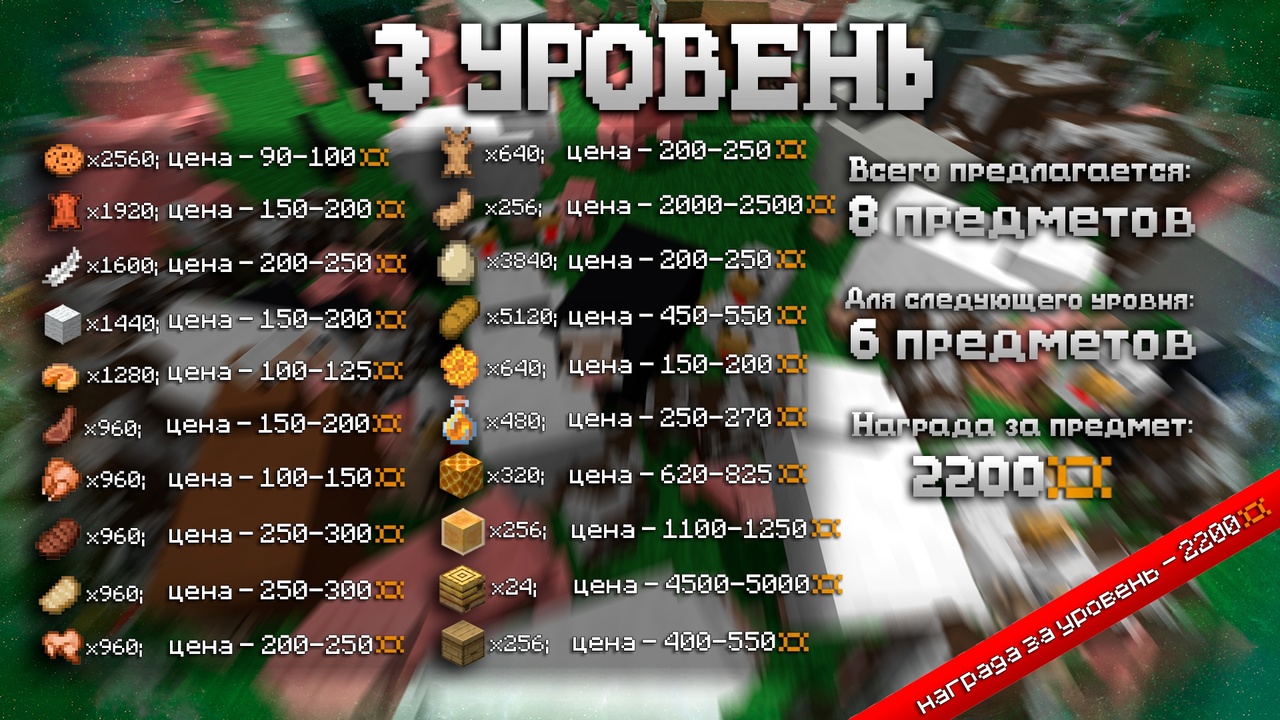 3 УРОВЕНЬ
x2560; цена – 90–100
x1920; цена – 150–200
x1600; цена – 200–250
x1440; цена – 150–200
x1280; цена – 100–125
x960; цена – 150–200
x960; цена – 100–150
x960; цена – 250–300
x960; цена – 250–300
x960; цена – 200–250
x640; цена – 200–250
x256; цена – 2000–2500
x3840; цена – 200–250
x5120; цена – 450–550
x640; цена – 150–200
x480; цена – 250–270
x320; цена – 620–825
x256; цена – 1100–1250
x24; цена – 4500–5000
x256; цена – 400–550
Всего предлагается:
8 предметов
Для следующего уровня:
6 предметов
Награда за предмет:
2200
Награда за уровень – 2200